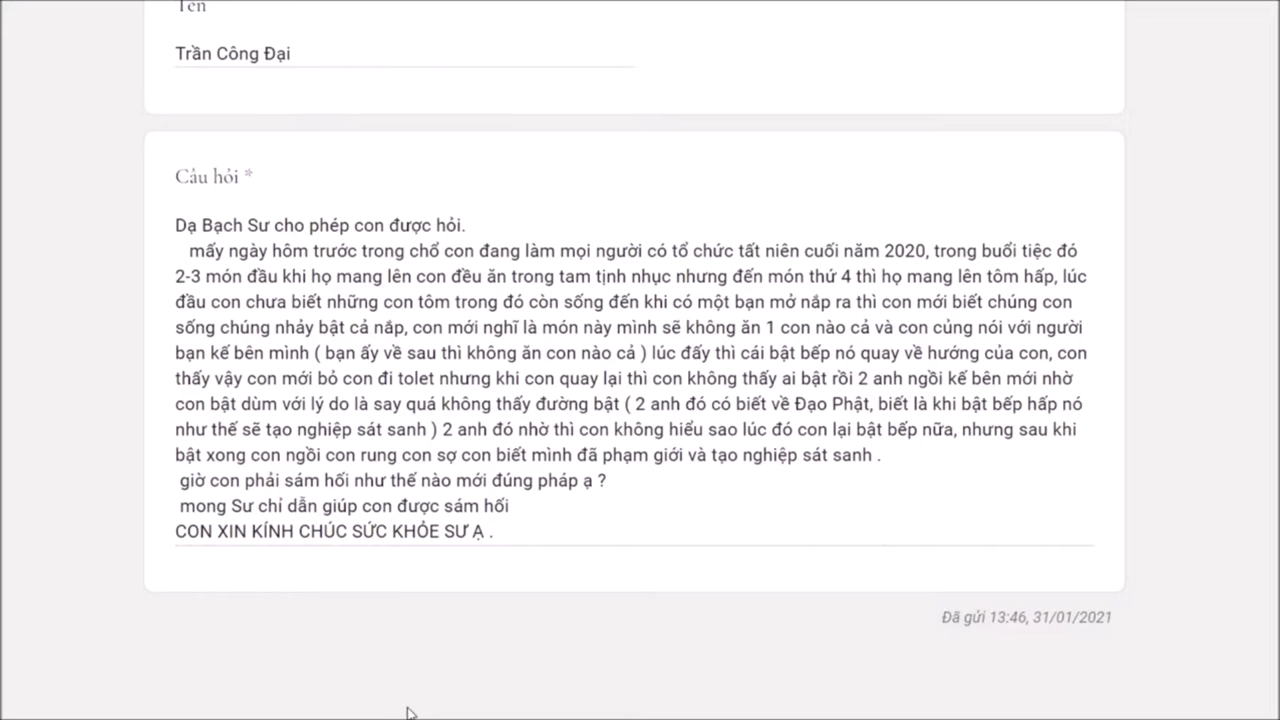 Tên
Trần Công Đại
Câu hỏi *
Dạ Bạch Sư cho phép con được hỏi.
mấy ngày hôm trước trong chổ con đang làm mọi người có tổ chức tất niên cuối năm 2020, trong buổi tiệc đó
2-3 món đầu khi họ mang lên con đều ăn trong tam tịnh nhục nhưng đến món thứ 4 thì họ mang lên tôm hấp, lúc
đầu con chưa biết những con tôm trong đó còn sống đến khi có một bạn mở nắp ra thì con mới biết chúng con
sống chúng nhảy bật cả nắp, con mới nghĩ là món này mình sẽ không ăn 1 con nào cả và con củng nói với người
bạn kế bên mình ( bạn ấy về sau thì không ăn con nào cả ) lúc đấy thì cái bật bếp nó quay về hướng của con, con
thấy vậy con mới bỏ con đi tolet nhưng khi con quay lại thì con không thấy ai bật rồi 2 anh ngồi kế bên mới nhờ
con bật dùm với lý do là say quá không thấy đường bật ( 2 anh đó có biết về Đạo Phật, biết là khi bật bếp hấp nó
như thế sẽ tạo nghiệp sát sanh ) 2 anh đó nhờ thì con không hiểu sao lúc đó con lại bật bếp nữa, nhưng sau khi
bật xong con ngồi con rung con sợ con biết mình đã phạm giới và tạo nghiệp sát sanh .
giờ con phải sám hối như thế nào mới đúng pháp ạ ?
mong Sư chỉ dẫn giúp con được sám hối
CON XIN KÍNH CHÚC SỨC KHỎE SƯ Ạ .
Đã gửi 13:46, 31/01/2021